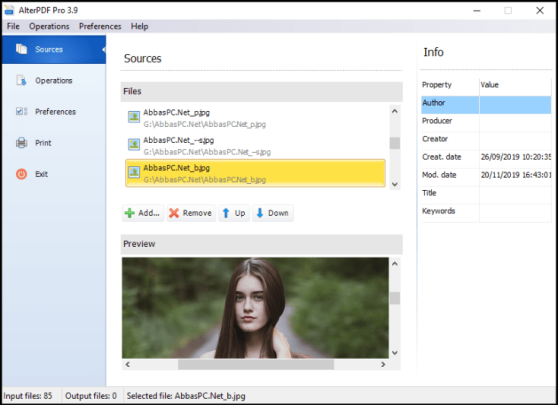 AlterPDF Pro 3.9
File Operations Preferences Help
Sources
Operations
Preferences
Print
Exit
Sources
Files
AbbasPC.Net_p.jpg
G:\AbbasPC.Net\AbbasPC.Net_p.jpg
AbbasPC.Net_--s.jpg
G:\AbbasPC.Net\AbbasPC.Net_--s.jpg
AbbasPC.Net_b.jpg
G:\AbbasPC.Net\AbbasPC.Net_b.jpg
Add... Remove Up Down
Preview
Info
Property Value
Author
Producer
Creator
Creat. date 26/09/2019 10:20:35
Mod. date 20/11/2019 16:43:01
Title
Keywords
Input files: 85 Output files: 0 Selected file: AbbasPC.Net_b.jpg